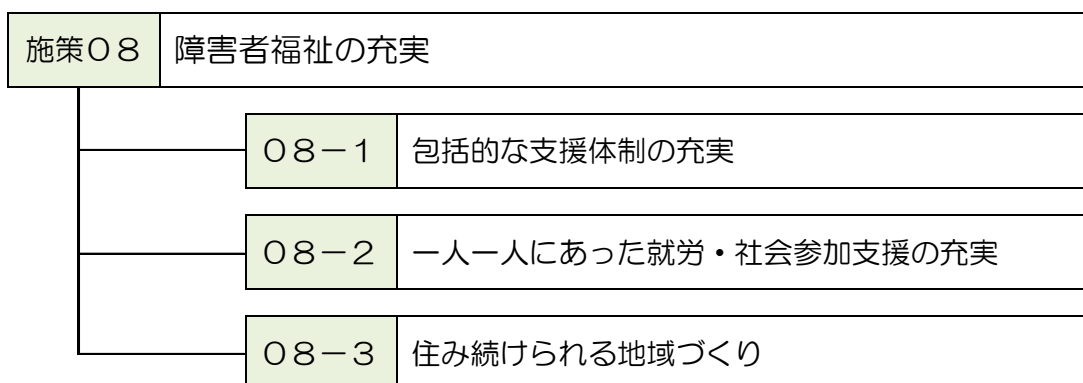 施策08 障害者福祉の充実
08-1 包括的な支援体制の充実
08-2 一人一人にあった就労・社会参加支援の充実
08-3 住み続けられる地域づくり